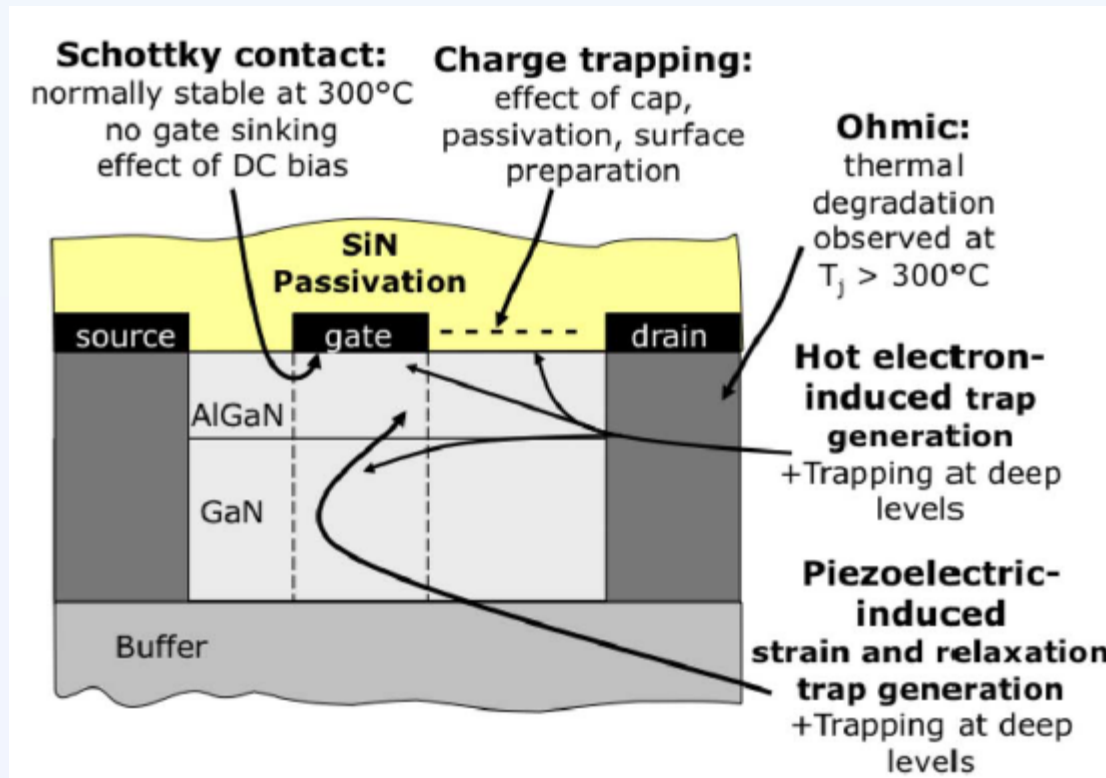 Schottky contact:
normally stable at 300°C
no gate sinking
effect of DC bias
Charge trapping:
effect of cap,
passivation, surface
preparation
Ohmic:
thermal
degradation
observed at
Tj > 300°C
SiN
Passivation
source
gate
drain
AlGaN
GaN
Buffer
Hot electron-
induced trap
generation
+Trapping at deep
levels
Piezoelectric-
induced
strain and relaxation
trap generation
+Trapping at deep
levels